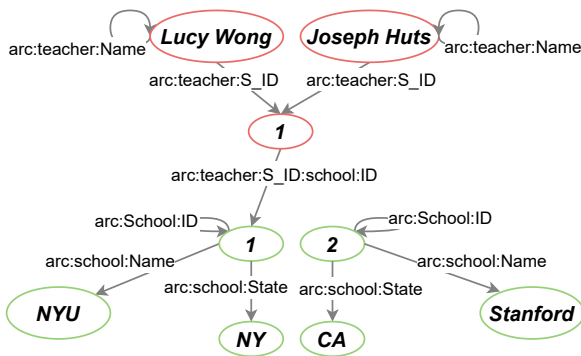 Lucy Wong
Joseph Huts
arc:teacher:Name
arc:teacher:Name
arc:teacher:S_ID
arc:teacher:S_ID
1
arc:teacher:S_ID:school:ID
arc:School:ID
arc:School:ID
1
2
arc:school:Name
arc:school:Name
arc:school:State
arc:school:State
NYU
Stanford
NY
CA